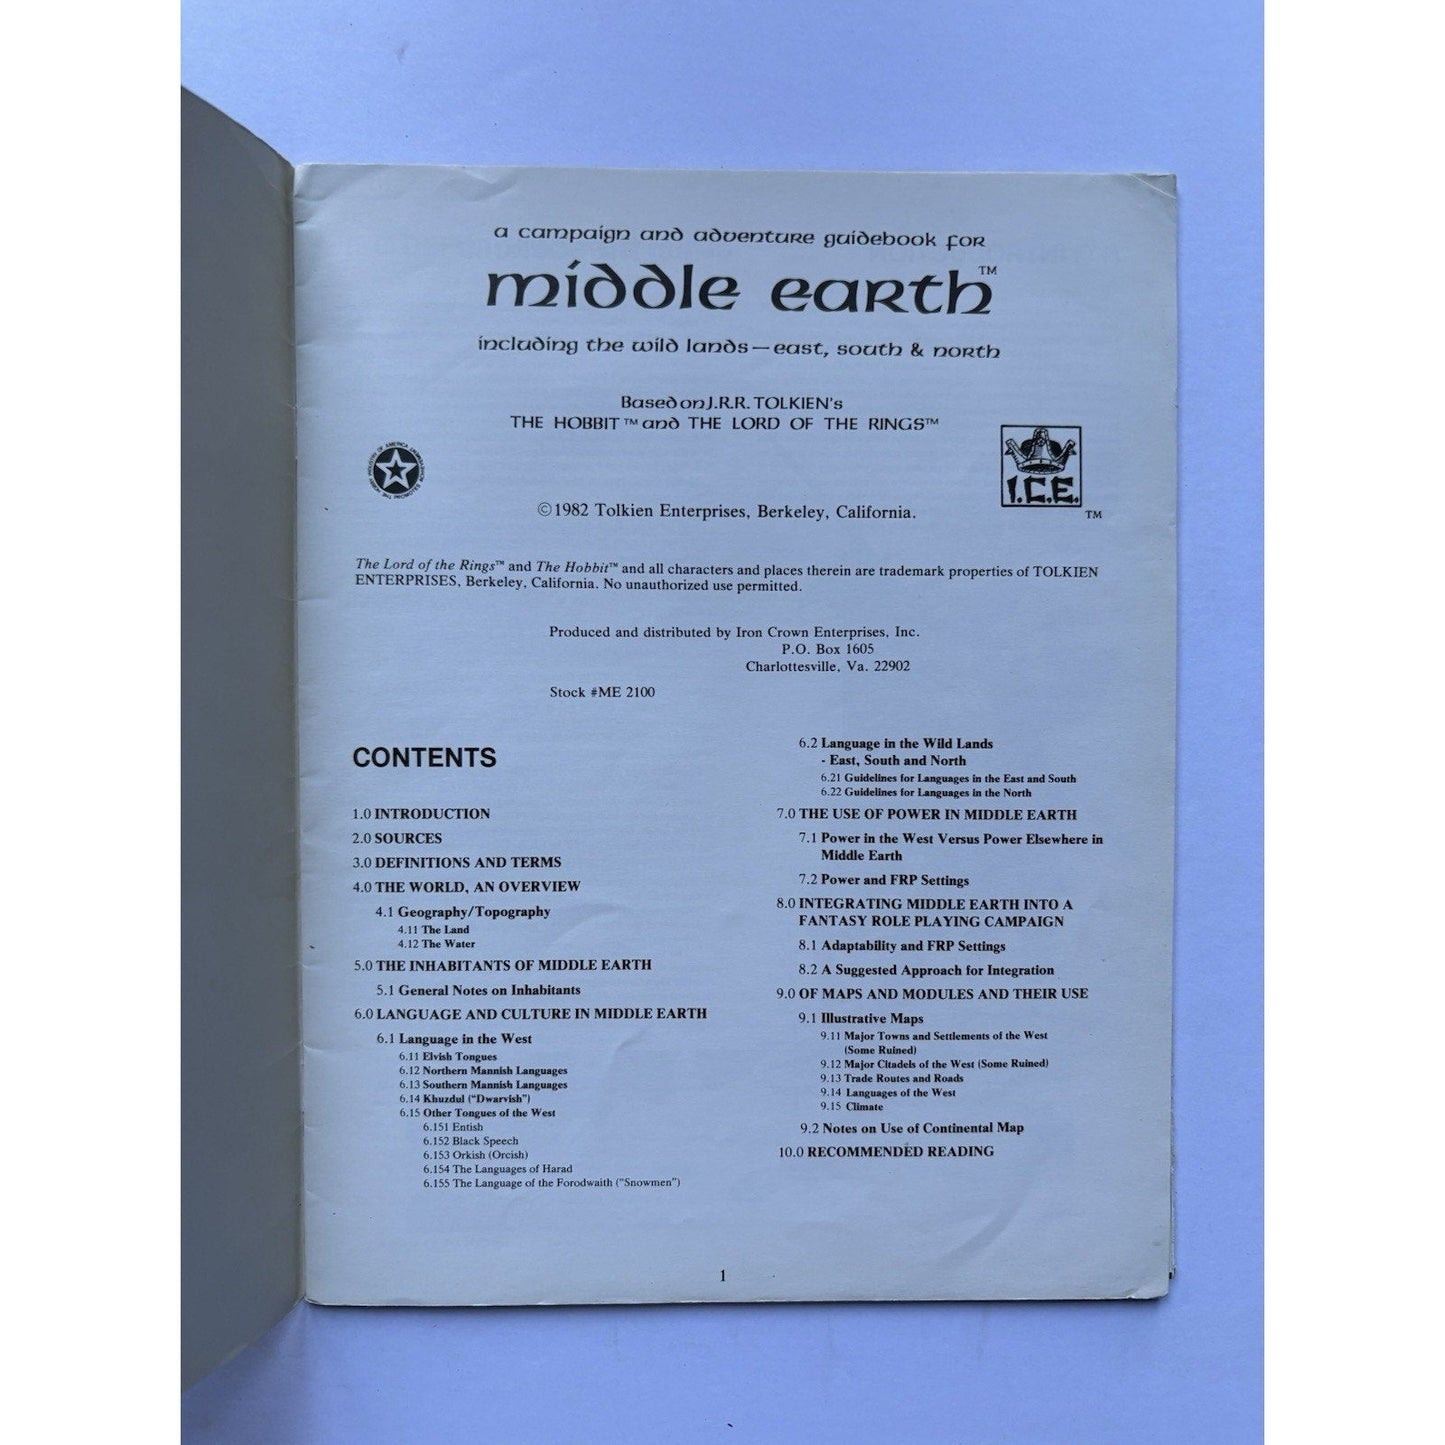 a campaign and adventure guidebook for
middle earth™
including the wild lands—east, south & north
Based on J.R.R. TOLKIEN's
THE HOBBIT™ and THE LORD OF THE RINGS™
I.C.E.
TM
©1982 Tolkien Enterprises, Berkeley, California.
The Lord of the Rings™ and The Hobbit™ and all characters and places therein are trademark properties of TOLKIEN
ENTERPRISES, Berkeley, California. No unauthorized use permitted.
Produced and distributed by Iron Crown Enterprises, Inc.
P.O. Box 1605
Charlottesville, Va. 22902
Stock #ME 2100
CONTENTS
1.0 INTRODUCTION
2.0 SOURCES
3.0 DEFINITIONS AND TERMS
4.0 THE WORLD, AN OVERVIEW
4.1 Geography/Topography
4.11 The Land
4.12 The Water
5.0 THE INHABITANTS OF MIDDLE EARTH
5.1 General Notes on Inhabitants
6.0 LANGUAGE AND CULTURE IN MIDDLE EARTH
6.1 Language in the West
6.11 Elvish Tongues
6.12 Northern Mannish Languages
6.13 Southern Mannish Languages
6.14 Khuzdul ("Dwarvish")
6.15 Other Tongues of the West
6.151 Entish
6.152 Black Speech
6.153 Orkish (Orcish)
6.154 The Languages of Harad
6.155 The Language of the Forodwaith ("Snowmen")
6.2 Language in the Wild Lands
- East, South and North
6.21 Guidelines for Languages in the East and South
6.22 Guidelines for Languages in the North
7.0 THE USE OF POWER IN MIDDLE EARTH
7.1 Power in the West Versus Power Elsewhere in
Middle Earth
7.2 Power and FRP Settings
8.0 INTEGRATING MIDDLE EARTH INTO A
FANTASY ROLE PLAYING CAMPAIGN
8.1 Adaptability and FRP Settings
8.2 A Suggested Approach for Integration
9.0 OF MAPS AND MODULES AND THEIR USE
9.1 Illustrative Maps
9.11 Major Towns and Settlements of the West
(Some Ruined)
9.12 Major Citadels of the West (Some Ruined)
9.13 Trade Routes and Roads
9.14 Languages of the West
9.15 Climate
9.2 Notes on Use of Continental Map
10.0 RECOMMENDED READING
1